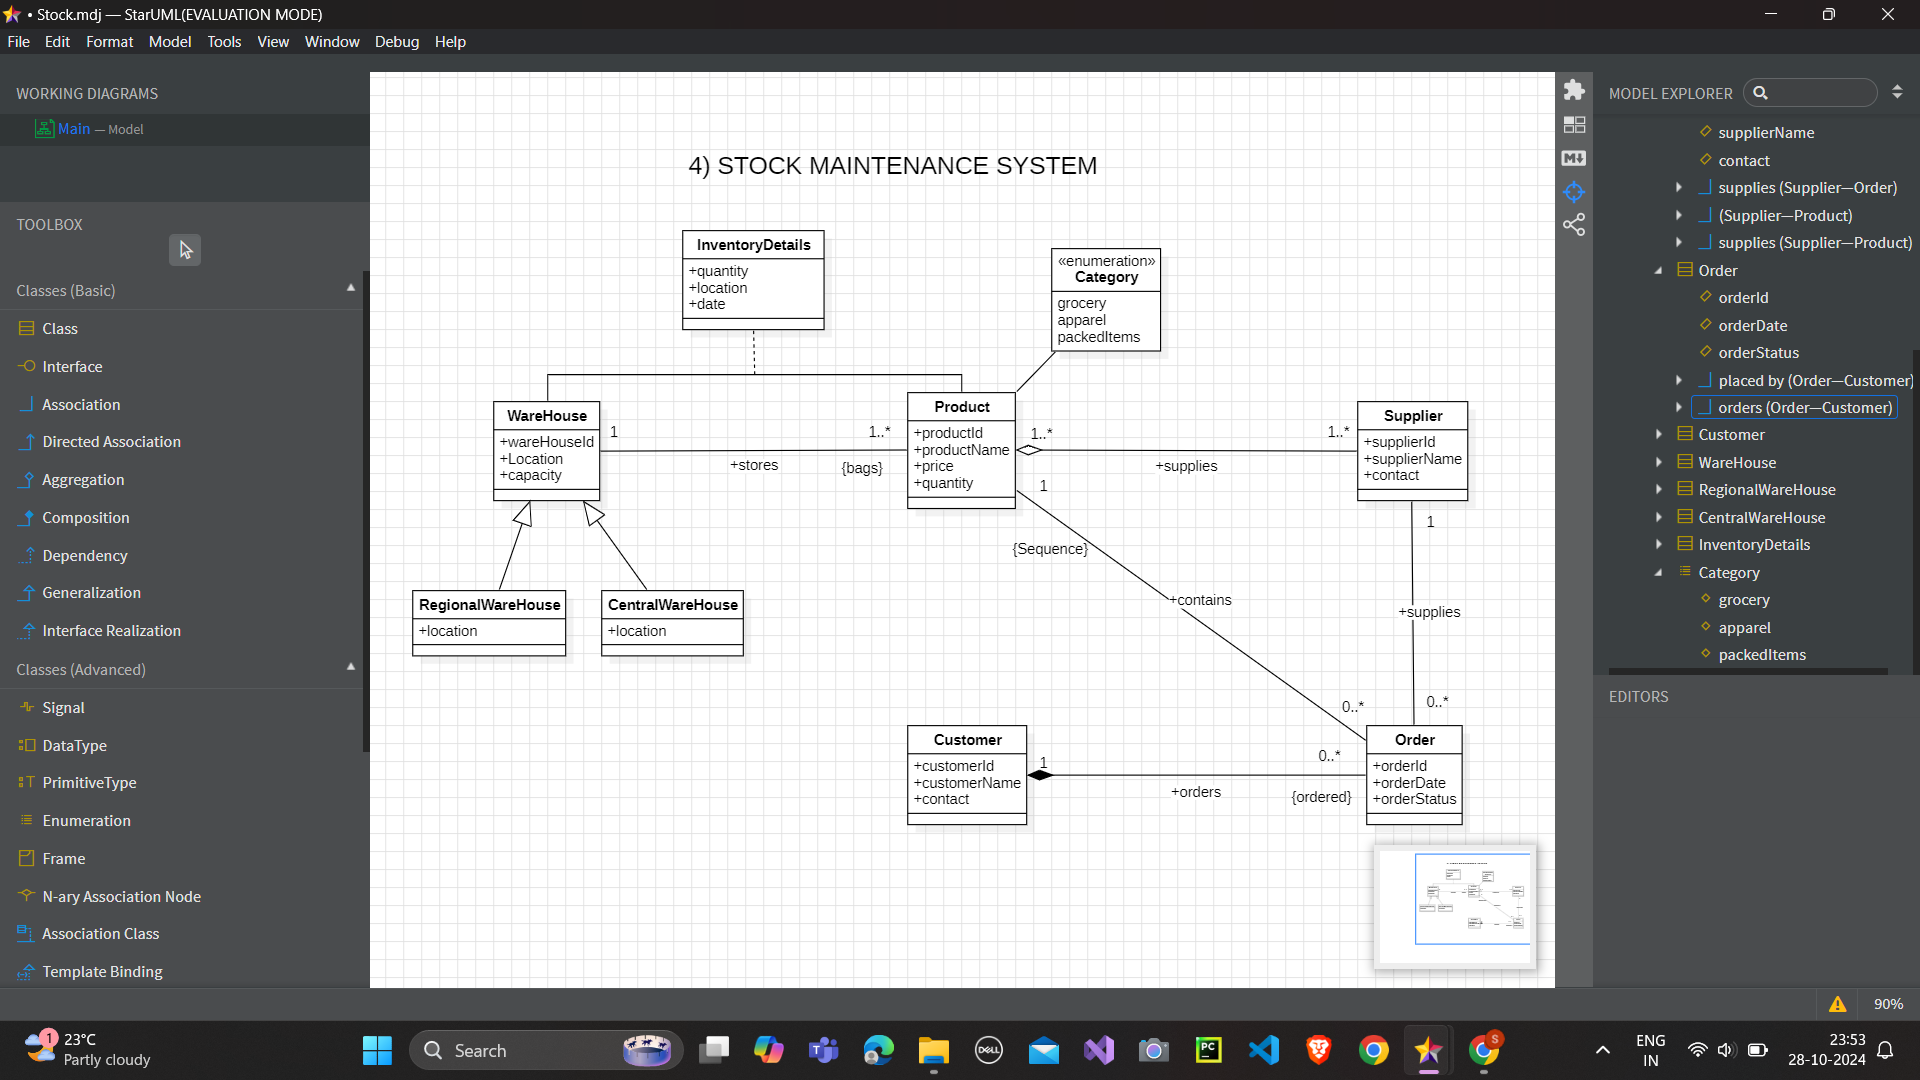 • Stock.mdj — StarUML(EVALUATION MODE)
File Edit Format Model Tools View Window Debug Help
WORKING DIAGRAMS
Main — Model
TOOLBOX
Classes (Basic)
Class
Interface
Association
Directed Association
Aggregation
Composition
Dependency
Generalization
Interface Realization
Classes (Advanced)
Signal
DataType
PrimitiveType
Enumeration
Frame
N-ary Association Node
Association Class
Template Binding
4) STOCK MAINTENANCE SYSTEM
InventoryDetails
+quantity
+location
+date
«enumeration»
Category
grocery
apparel
packedItems
WareHouse
+wareHouseId
+Location
+capacity
1
1..*
+stores
{bags}
Product
+productId
+productName
+price
+quantity
1..*
1..*
+supplies
1
{Sequence}
+contains
0..*
Supplier
+supplierId
+supplierName
+contact
1
+supplies
0..*
RegionalWareHouse
+location
CentralWareHouse
+location
Customer
+customerId
+customerName
+contact
1
0..*
+orders
{ordered}
Order
+orderId
+orderDate
+orderStatus
MODEL EXPLORER
supplierName
contact
supplies (Supplier—Order)
(Supplier—Product)
supplies (Supplier—Product)
Order
orderId
orderDate
orderStatus
placed by (Order—Customer)
orders (Order—Customer)
Customer
WareHouse
RegionalWareHouse
CentralWareHouse
InventoryDetails
Category
grocery
apparel
packedItems
EDITORS
90%
1
23°C
Partly cloudy
Search
DELL
PC
S
ENG
IN
23:53
28-10-2024